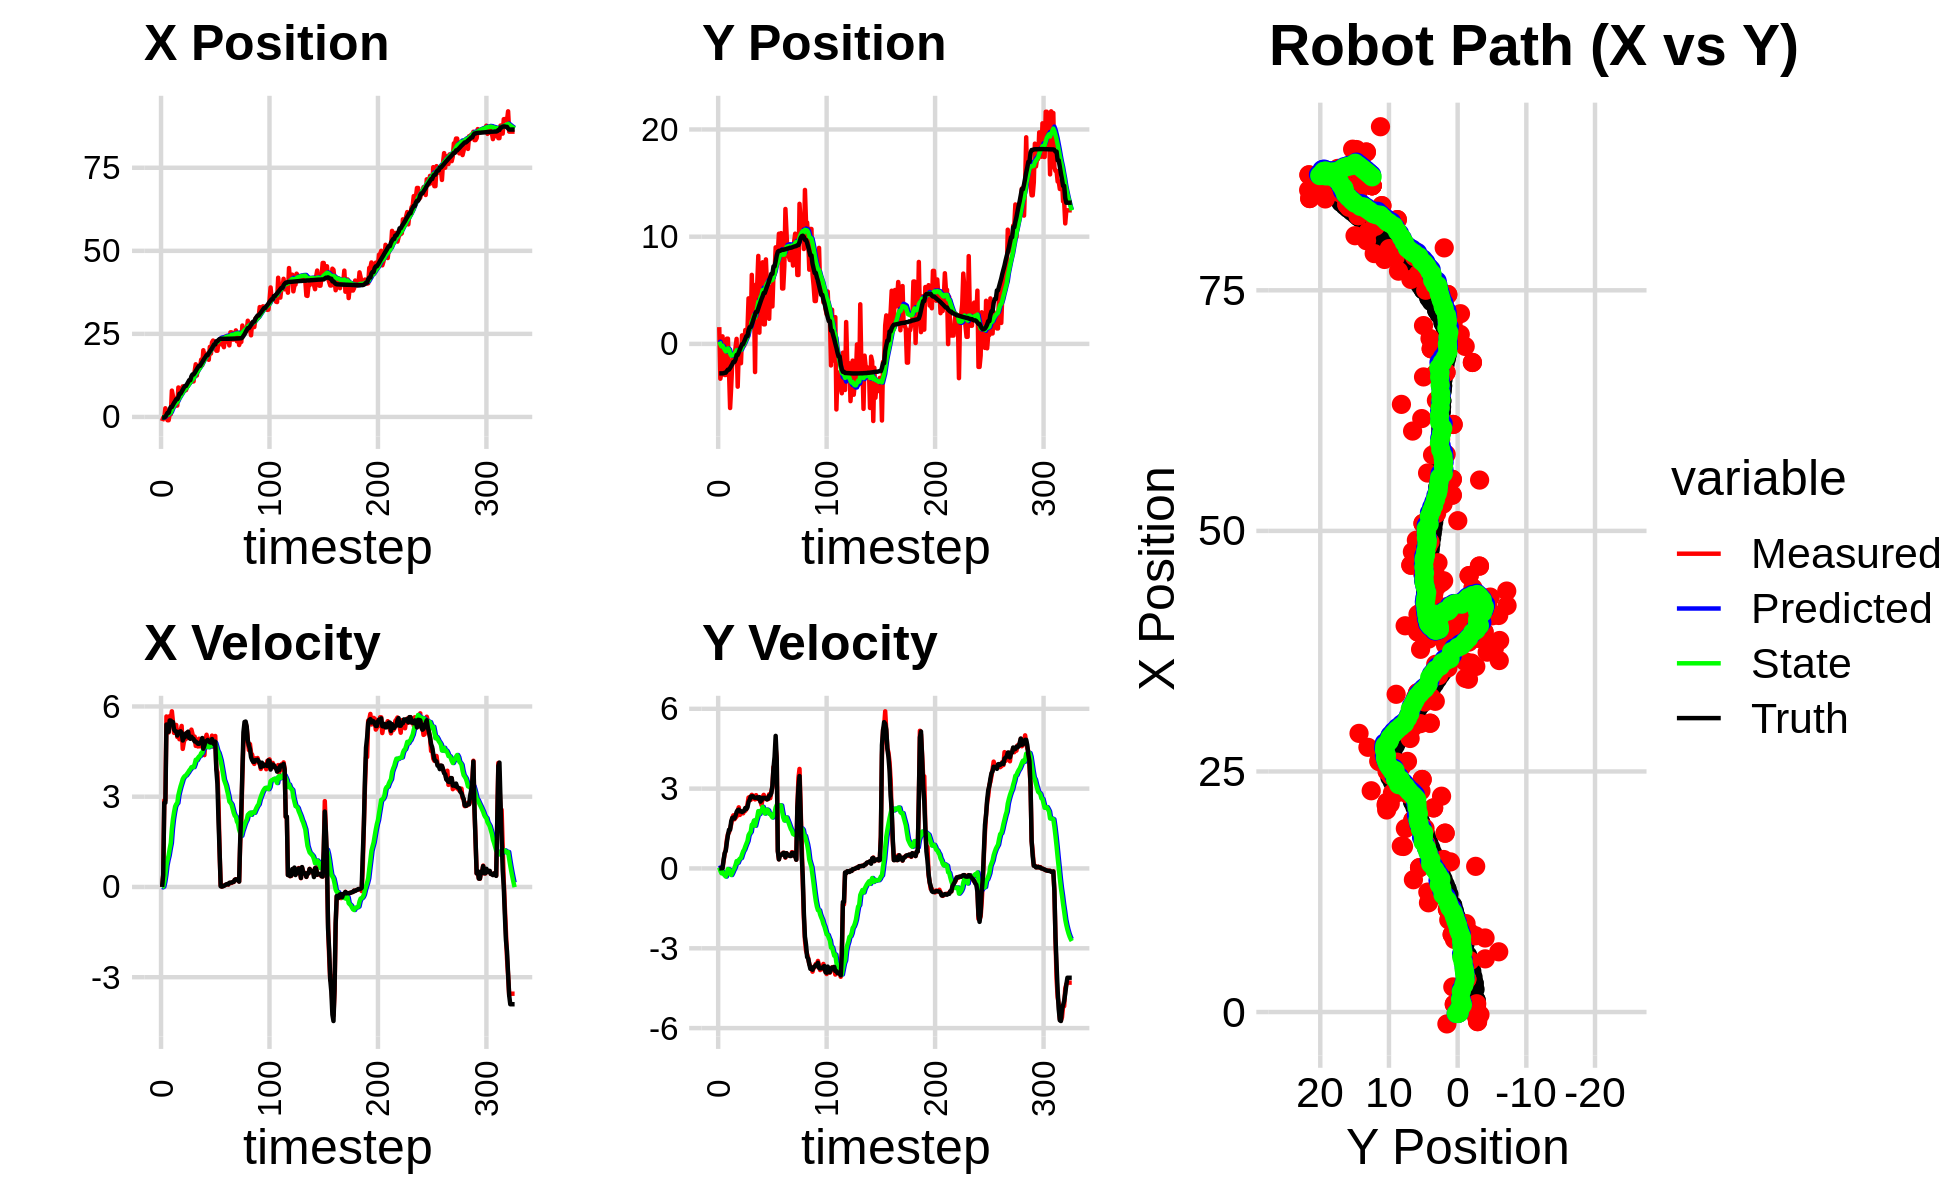 X Position
75
50
25
0
0
100
200
300
timestep
Y Position
20
10
0
0
100
200
300
timestep
X Velocity
6
3
0
-3
0
100
200
300
timestep
Y Velocity
6
3
0
-3
-6
0
100
200
300
timestep
Robot Path (X vs Y)
X Position
75
50
25
0
20 10 0 -10 -20
Y Position
variable
Measured
Predicted
State
Truth